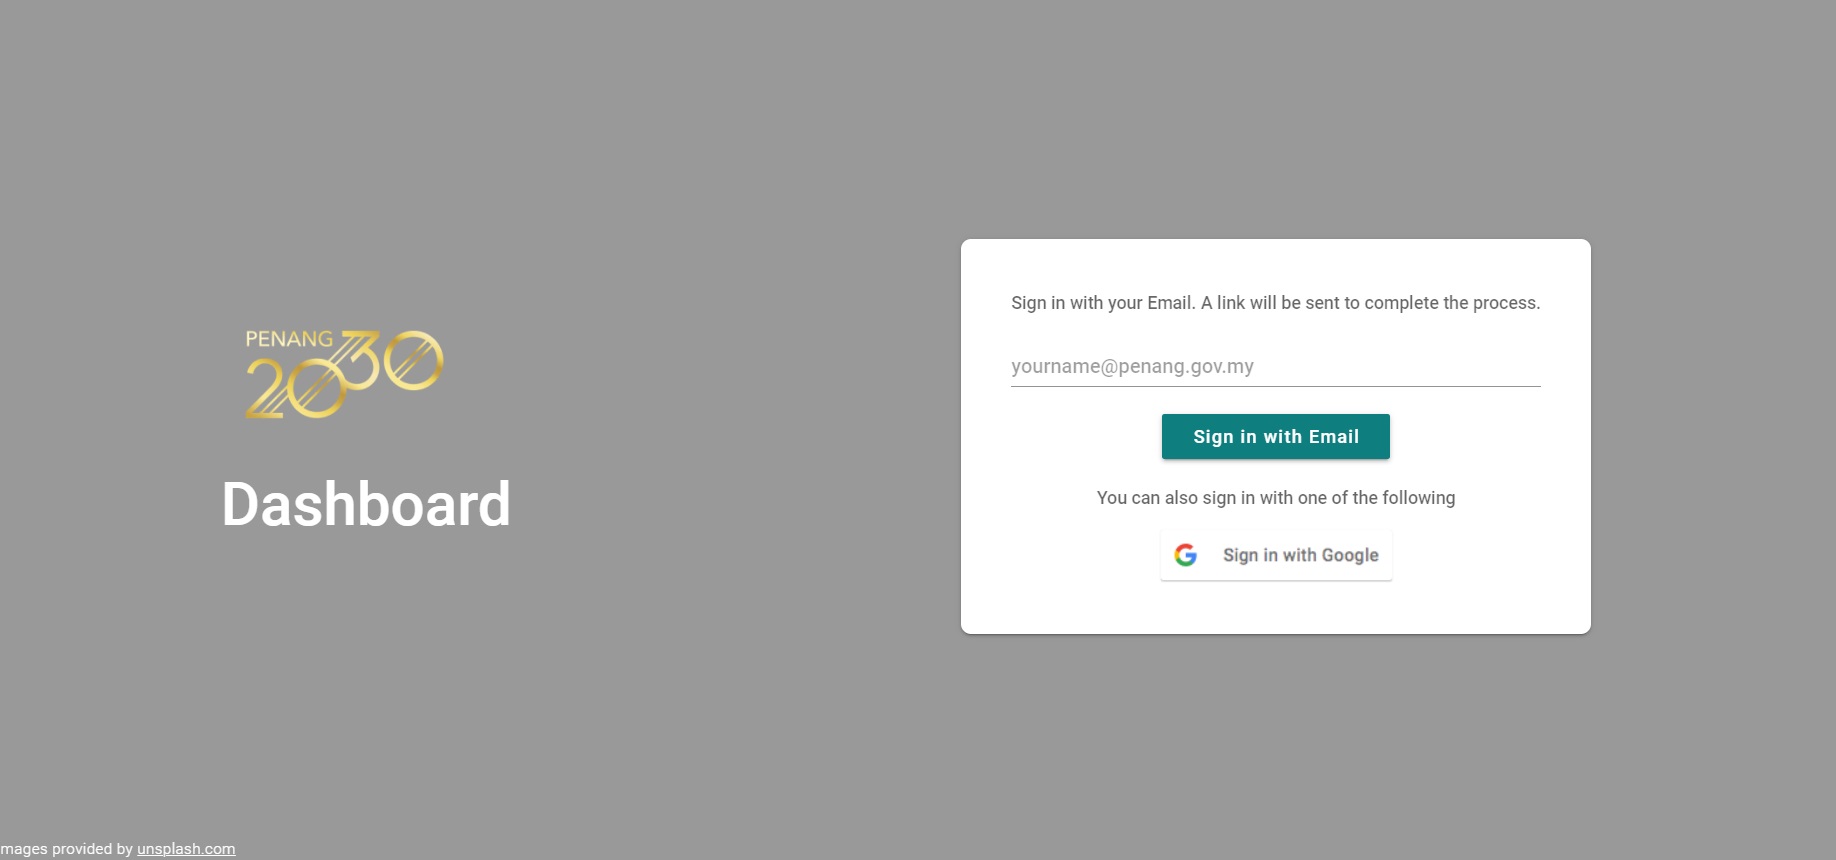 PENANG
2030
Dashboard
Sign in with your Email. A link will be sent to complete the process.
yourname@penang.gov.my
Sign in with Email
You can also sign in with one of the following
Sign in with Google
mages provided by unsplash.com